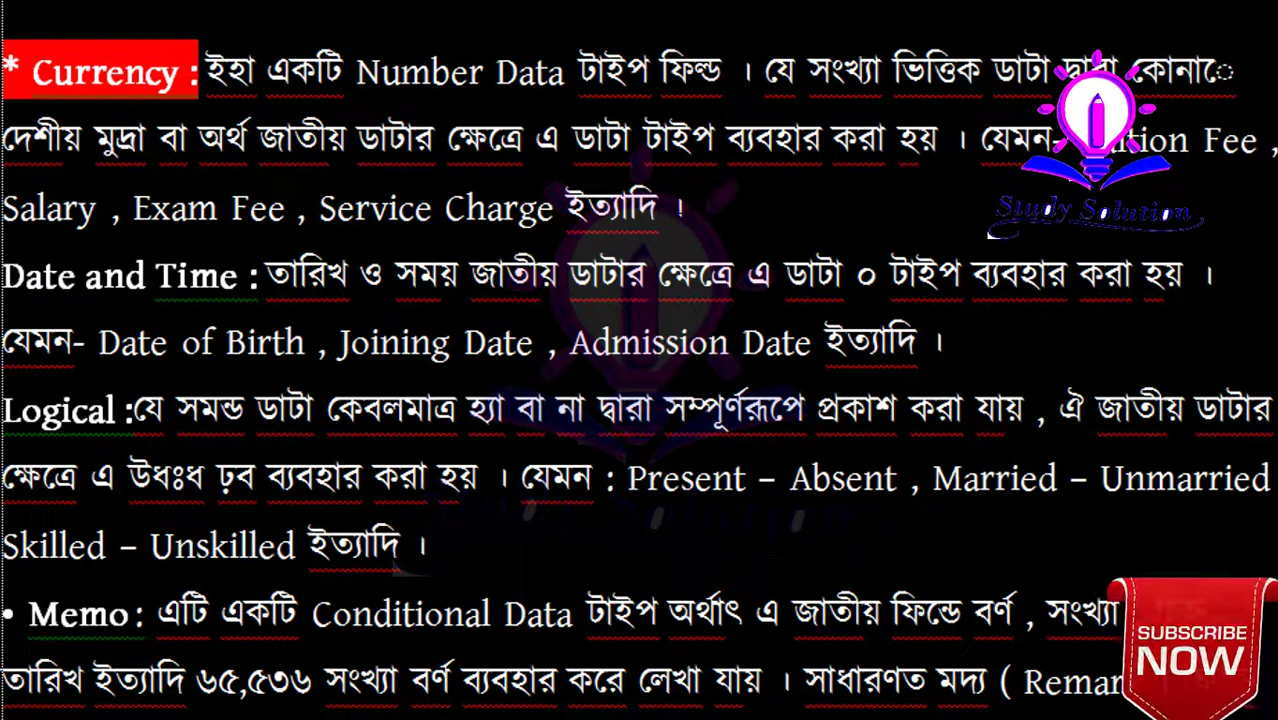 * Currency : ইহা একটি Number Data টাইপ ফিল্ড । যে সংখ্যা ভিত্তিক ডাটা দ্বারা কোনাে
দেশীয় মুদ্রা বা অর্থ জাতীয় ডাটার ক্ষেত্রে এ ডাটা টাইপ ব্যবহার করা হয় । যেমন- Fee ,
Salary , Exam Fee , Service Charge ইত্যাদি !
Study Solution
Date and Time : তারিখ ও সময় জাতীয় ডাটার ক্ষেত্রে এ ডাটা ০ টাইপ ব্যবহার করা হয় ।
যেমন- Date of Birth , Joining Date , Admission Date ইত্যাদি ।
Logical :যে সমন্ড ডাটা কেবলমাত্র হ্যা বা না দ্বারা সম্পূর্ণরূপে প্রকাশ করা যায় , ঐ জাতীয় ডাটার
ক্ষেত্রে এ উধঃধ ঢ়ব ব্যবহার করা হয় । যেমন : Present – Absent , Married – Unmarried
Skilled – Unskilled ইত্যাদি ।
• Memo : এটি একটি Conditional Data টাইপ অর্থাৎ এ জাতীয় ফিল্ডে বর্ণ , সংখ্যা
তারিখ ইত্যাদি ৬৫,৫৩৬ সংখ্যা বর্ণ ব্যবহার করে লেখা যায় । সাধারণত মদ্য (
SUBSCRIBE
NOW